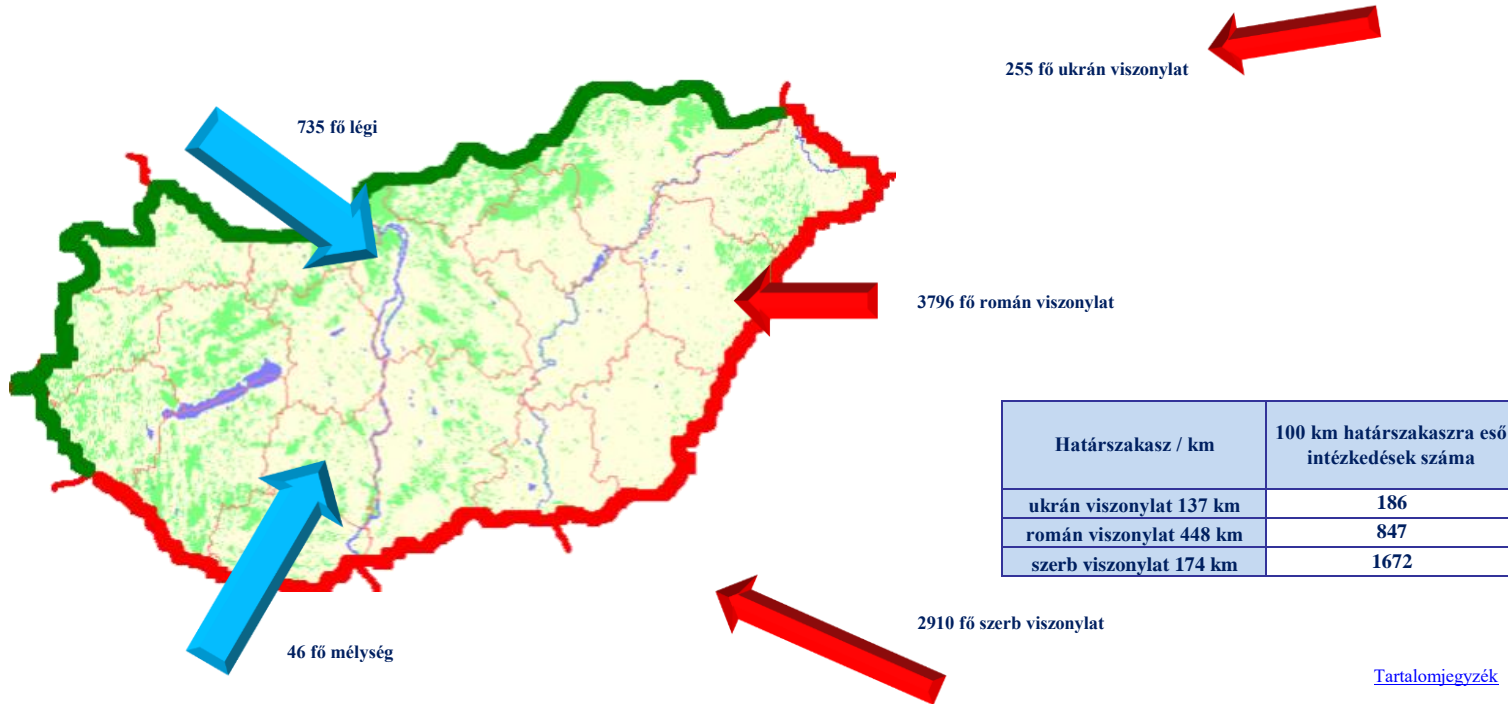 255 fő ukrán viszonylat
735 fő légi
3796 fő román viszonylat
Határszakasz / km
100 km határszakaszra eső
intézkedések száma
ukrán viszonylat 137 km
186
román viszonylat 448 km
847
szerb viszonylat 174 km
1672
2910 fő szerb viszonylat
46 fő mélység
Tartalomjegyzék